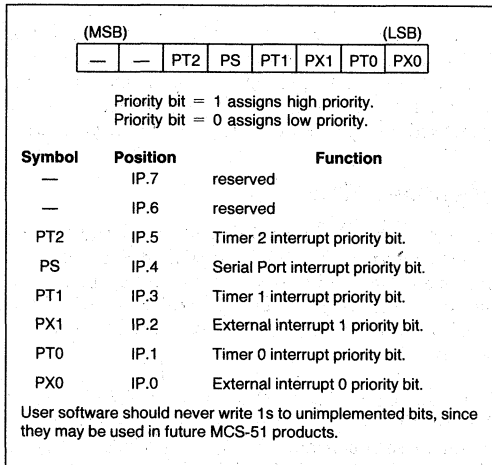 (MSB) (LSB)
— — PT2 PS PT1 PX1 PT0 PX0
Priority bit = 1 assigns high priority.
Priority bit = 0 assigns low priority.
Symbol Position Function
— IP.7 reserved
— IP.6 reserved
PT2 IP.5 Timer 2 interrupt priority bit.
PS IP.4 Serial Port interrupt priority bit.
PT1 IP.3 Timer 1 interrupt priority bit.
PX1 IP.2 External interrupt 1 priority bit.
PT0 IP.1 Timer 0 interrupt priority bit.
PX0 IP.0 External interrupt 0 priority bit.
User software should never write 1s to unimplemented bits, since
they may be used in future MCS-51 products.